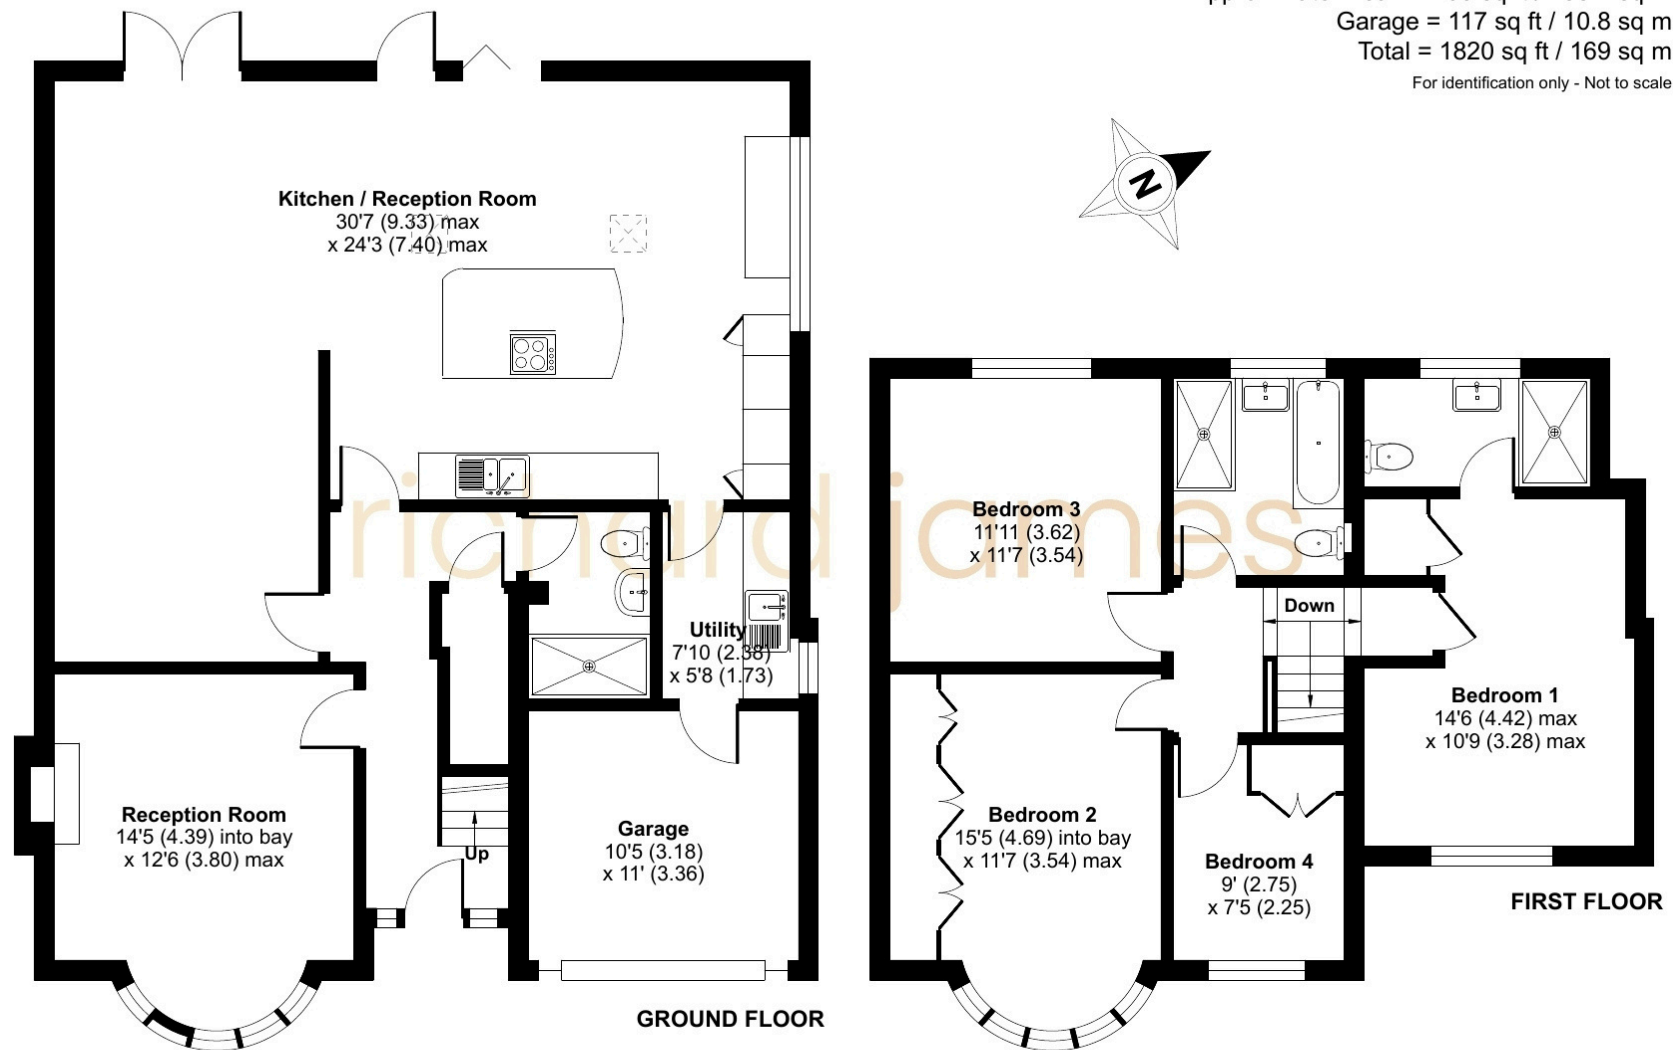 Garage = 117 sq ft / 10.8 sq m
Total = 1820 sq ft / 169 sq m
For identification only - Not to scale
N
Kitchen / Reception Room
30'7 (9.33) max
x 24'3 (7.40) max
Utility
7'10 (2.38)
x 5'8 (1.73)
Reception Room
14'5 (4.39) into bay
x 12'6 (3.80) max
Up
Garage
10'5 (3.18)
x 11' (3.36)
GROUND FLOOR
Bedroom 3
11'11 (3.62)
x 11'7 (3.54)
Down
Bedroom 1
14'6 (4.42) max
x 10'9 (3.28) max
Bedroom 2
15'5 (4.69) into bay
x 11'7 (3.54) max
Bedroom 4
9' (2.75)
x 7'5 (2.25)
FIRST FLOOR
richard james